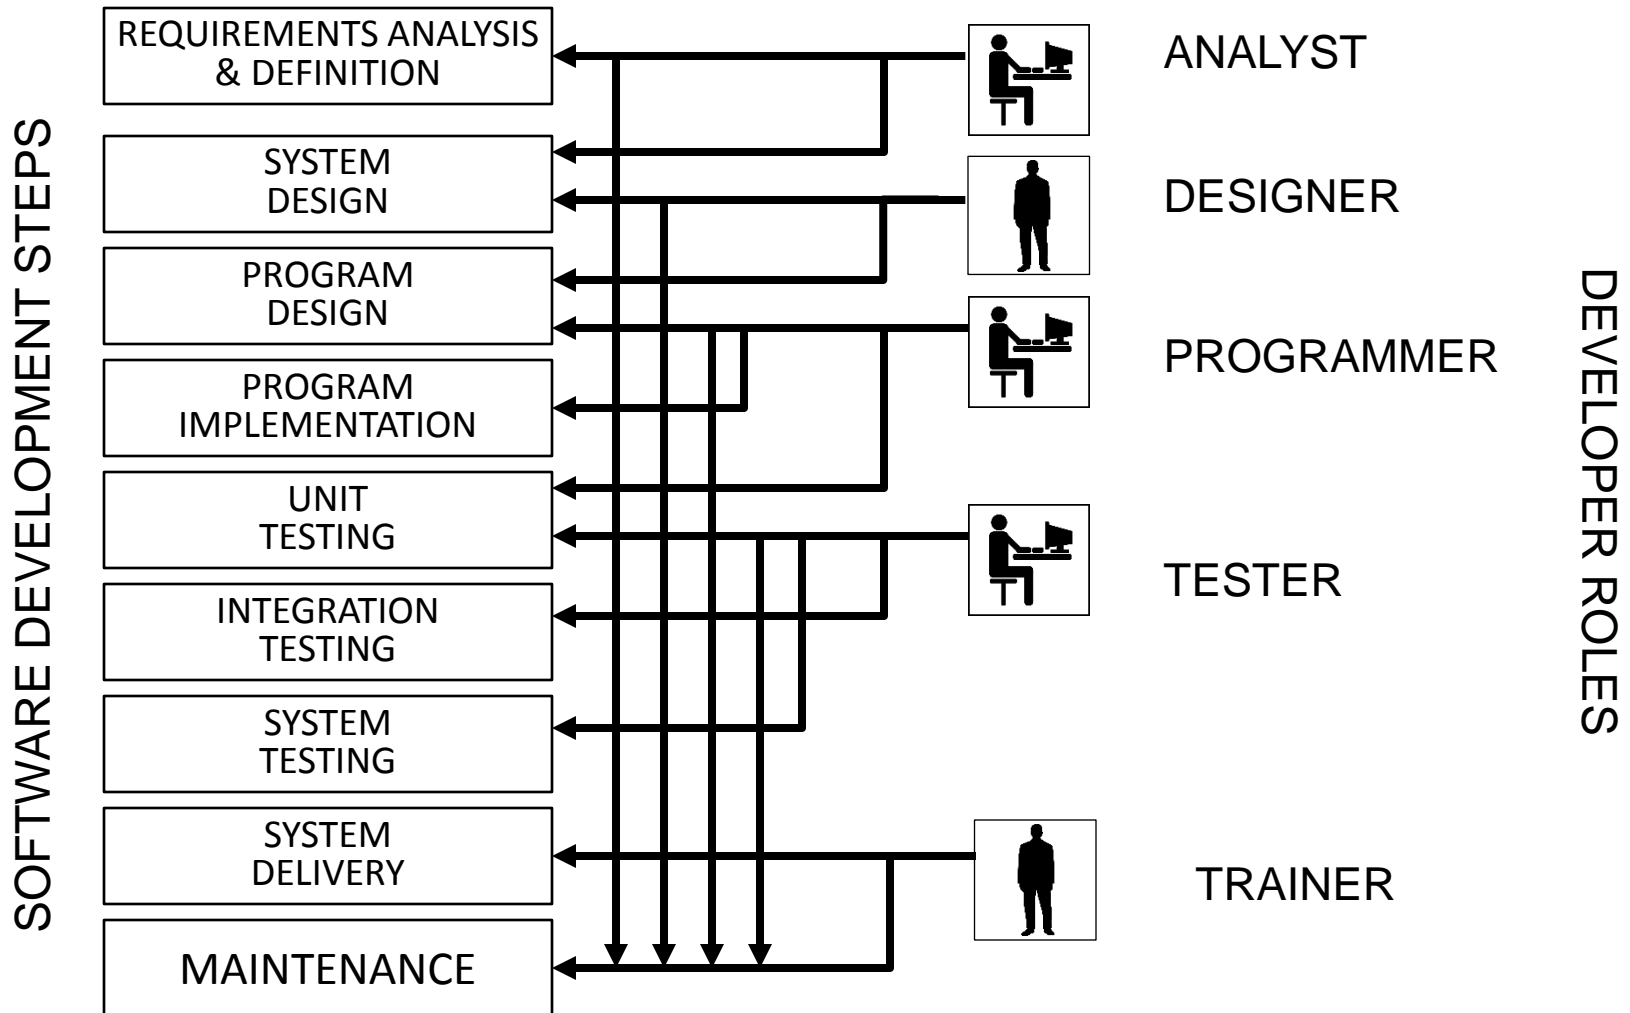 SOFTWARE DEVELOPMENT STEPS
REQUIREMENTS ANALYSIS
& DEFINITION
SYSTEM
DESIGN
PROGRAM
DESIGN
PROGRAM
IMPLEMENTATION
UNIT
TESTING
INTEGRATION
TESTING
SYSTEM
TESTING
SYSTEM
DELIVERY
MAINTENANCE
ANALYST
DESIGNER
PROGRAMMER
TESTER
TRAINER
DEVELOPER ROLES